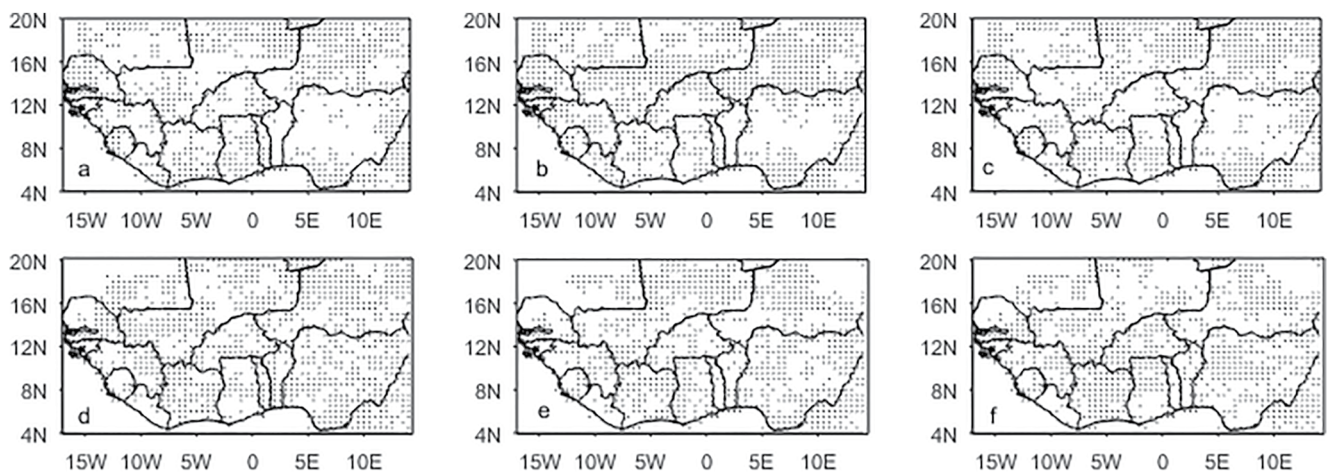 20N 20N 20N
16N 16N 16N
12N 12N 12N
8N 8N 8N
a b c
4N 4N 4N
15W 10W 5W 0 5E 10E 15W 10W 5W 0 5E 10E 15W 10W 5W 0 5E 10E
20N 20N 20N
16N 16N 16N
12N 12N 12N
8N 8N 8N
d e f
4N 4N 4N
15W 10W 5W 0 5E 10E 15W 10W 5W 0 5E 10E 15W 10W 5W 0 5E 10E